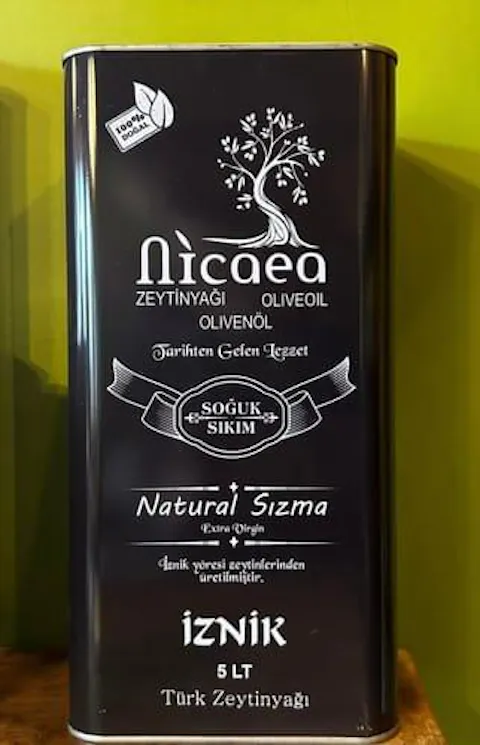 100%
DOĞAL
Nìcaea
ZEYTİNYAĞI OLIVEOIL
OLIVENÖL
Tarihten Gelen Lezzet
SOĞUK
SIKIM
Natural Sızma
Extra Virgin
İznik yöresi zeytinlerinden
üretilmiştir.
İZNİK
5 LT
Türk Zeytinyağı